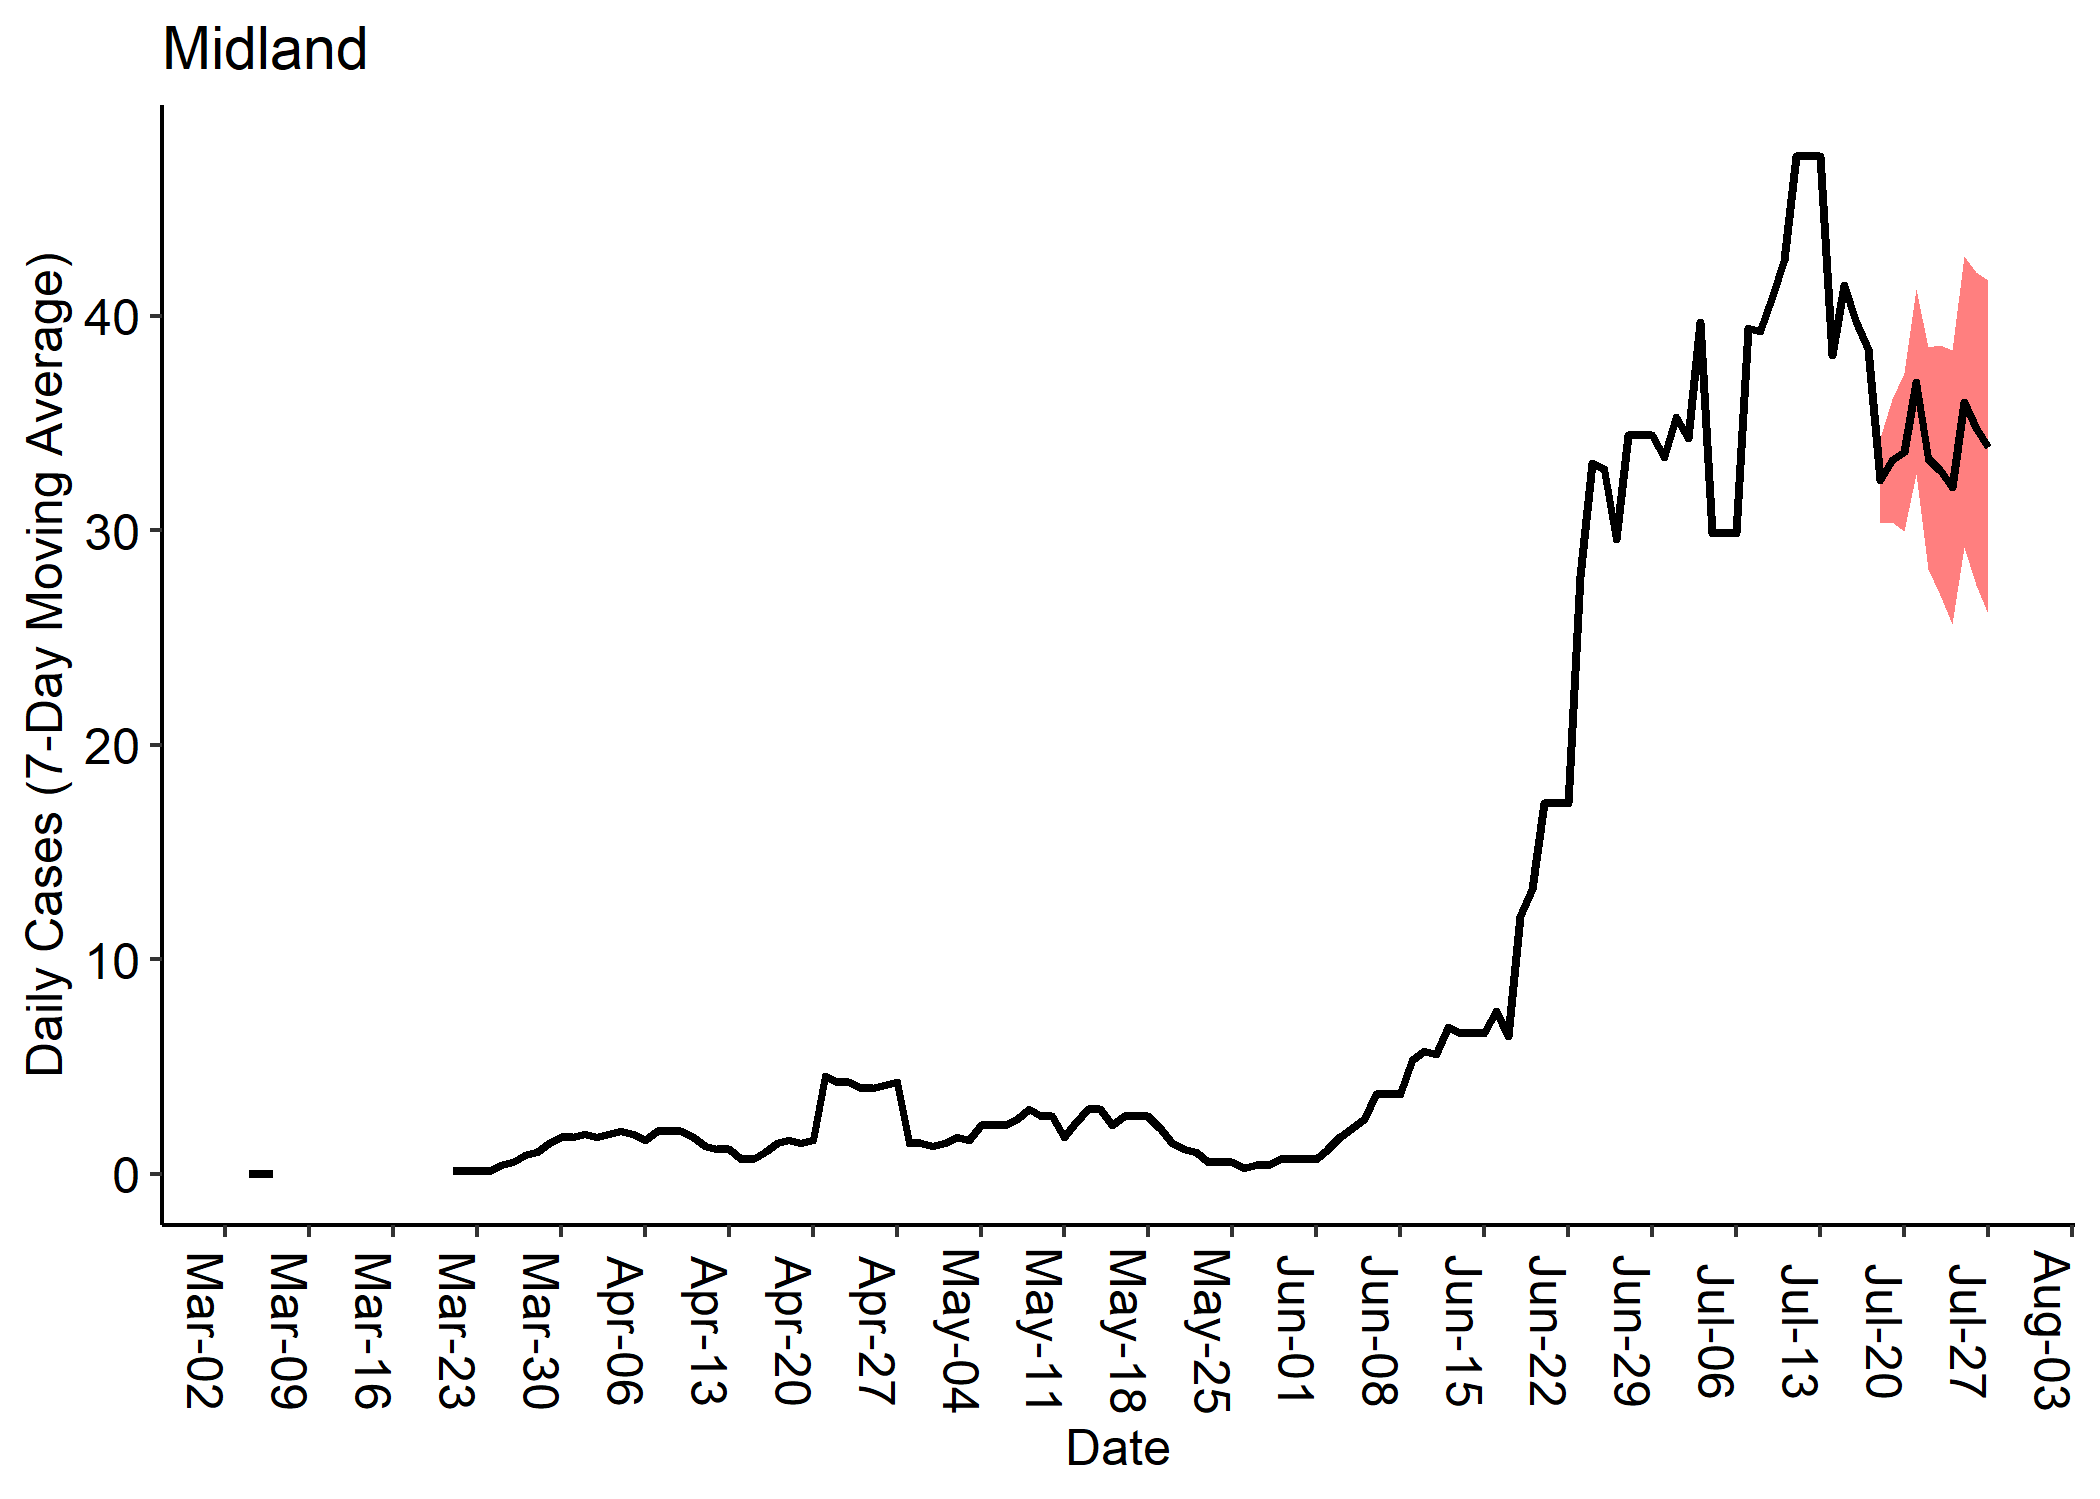 Midland
Daily Cases (7-Day Moving Average)
40
30
20
10
0
Mar-02
Mar-09
Mar-16
Mar-23
Mar-30
Apr-06
Apr-13
Apr-20
Apr-27
May-04
May-11
May-18
May-25
Jun-01
Jun-08
Jun-15
Jun-22
Jun-29
Jul-06
Jul-13
Jul-20
Jul-27
Aug-03
Date